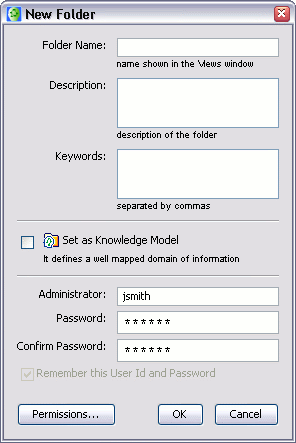 New Folder
Folder Name:
name shown in the Views window
Description:
description of the folder
Keywords:
separated by commas
Set as Knowledge Model
It defines a well mapped domain of information
Administrator: jsmith
Password: ******
Confirm Password: ******
Remember this User Id and Password
Permissions... OK Cancel